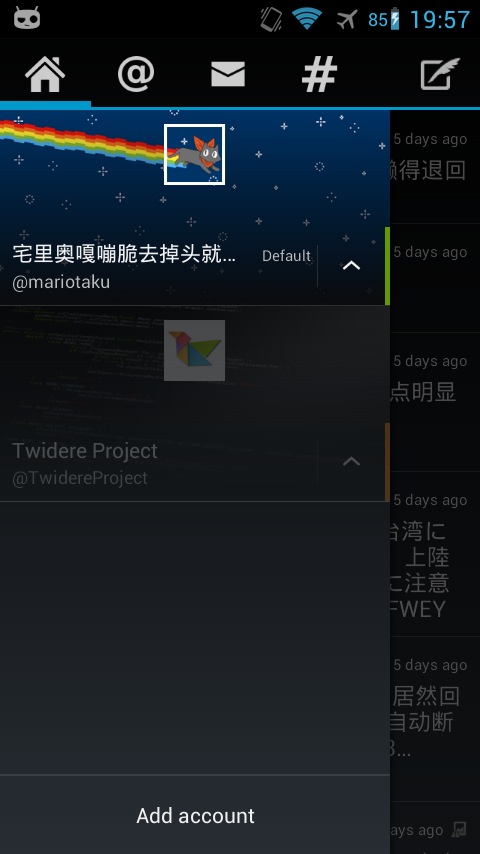 85 19:57
@ #
5 days ago
懒得退回
宅里奥嘎嘣脆去掉头就... Default
@mariotaku
5 days ago
5 days ago
点明显
Twidere Project
@TwidereProject
5 days ago
台湾に
上陸
に注意
FWEY
5 days ago
居然回
自动断
...
Add account
ays ago